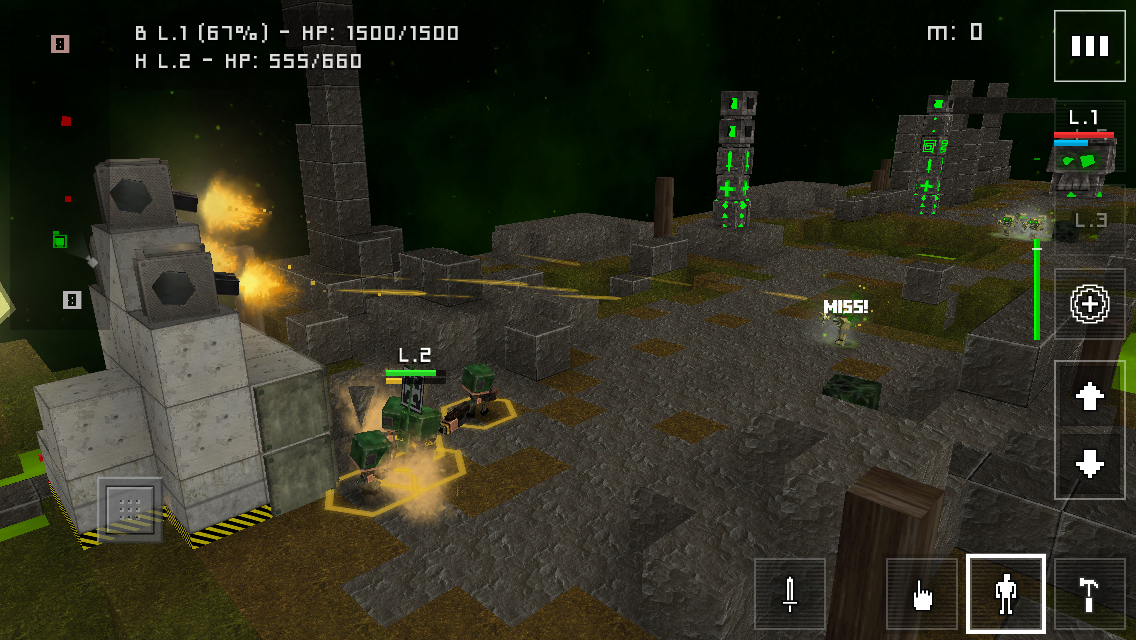 B L.1 (67%) - HP: 1500/1500
H L.2 - HP: 555/660
m: 0
B
L.1
L.3
B
MISS!
L.2